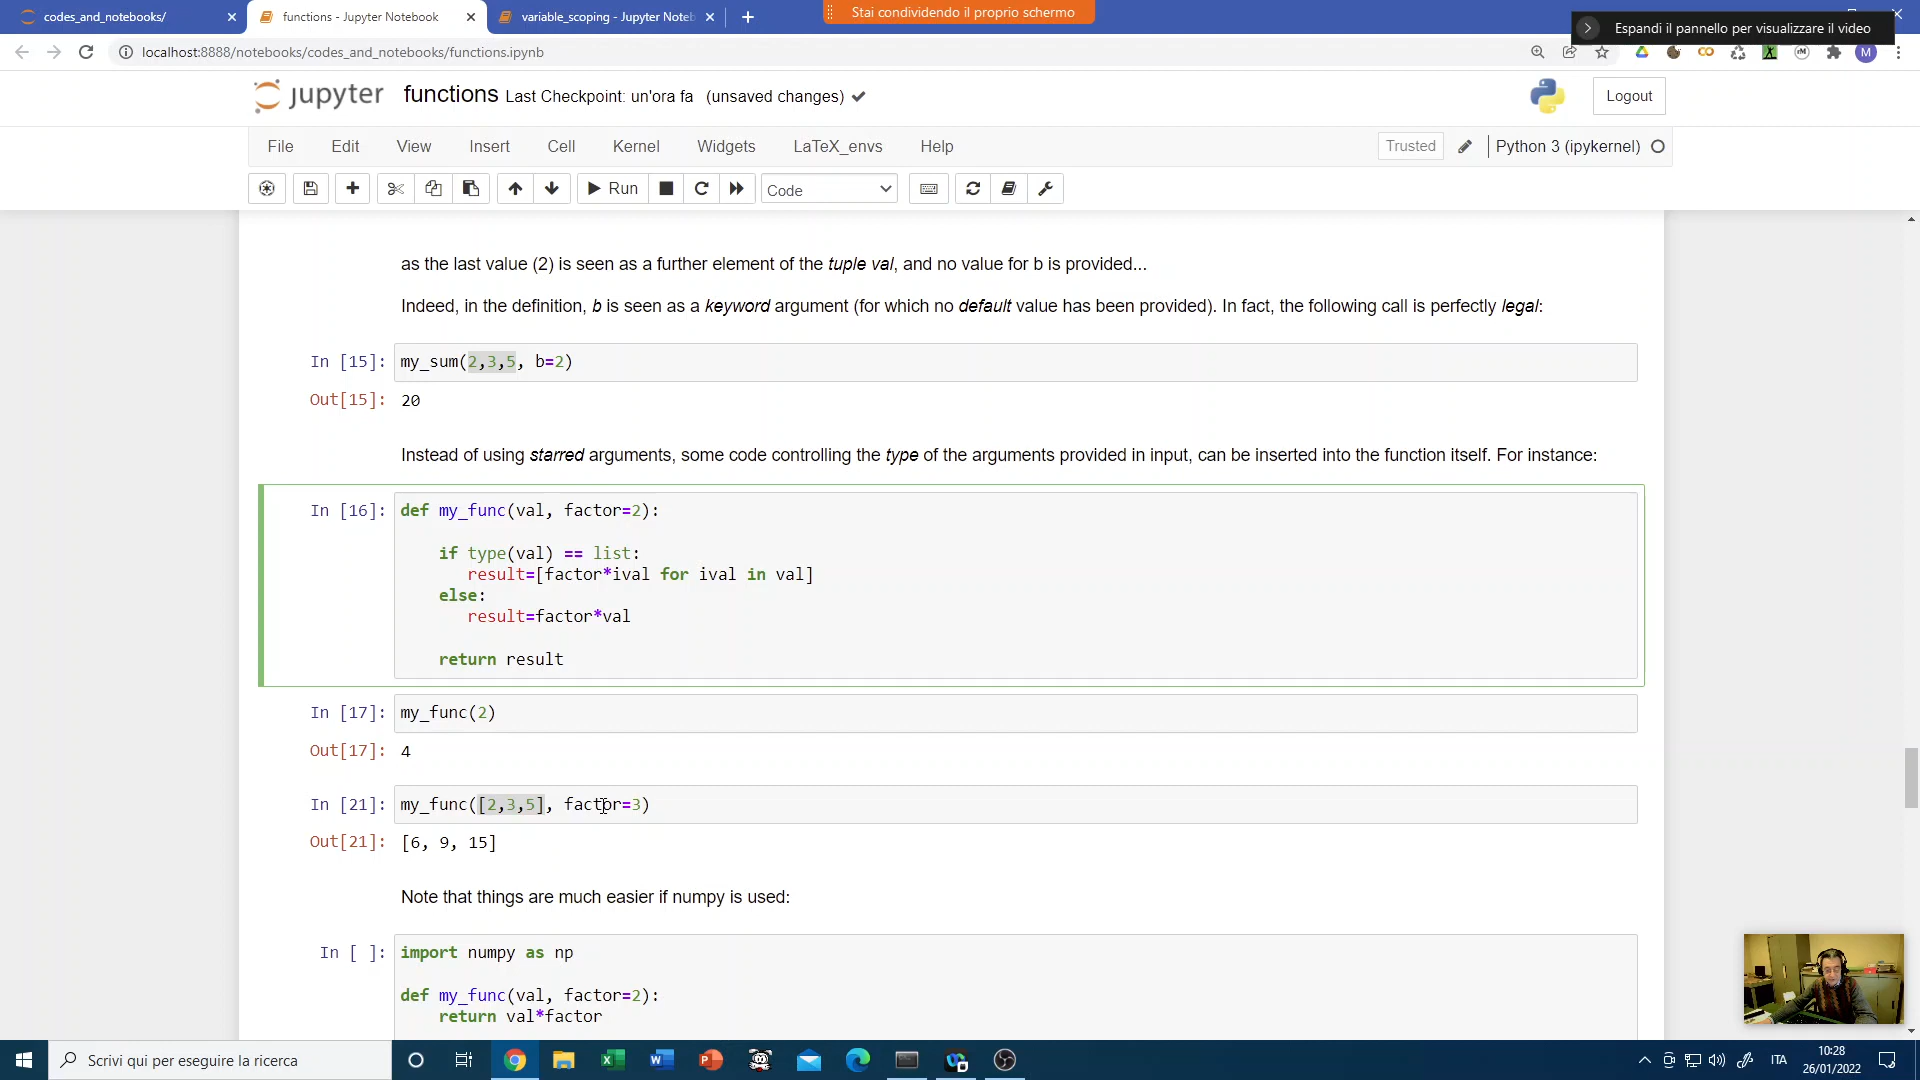 codes_and_notebooks/
functions - Jupyter Notebook
variable_scoping - Jupyter Noteb
Stai condividendo il proprio schermo
Espandi il pannello per visualizzare il video
localhost:8888/notebooks/codes_and_notebooks/functions.ipynb
M
jupyter functions Last Checkpoint: un'ora fa (unsaved changes)
Logout
File Edit View Insert Cell Kernel Widgets LaTeX_envs Help
Trusted
Python 3 (ipykernel)
Run
Code
as the last value (2) is seen as a further element of the tuple val, and no value for b is provided...
Indeed, in the definition, b is seen as a keyword argument (for which no default value has been provided). In fact, the following call is perfectly legal:
In [15]: my_sum(2,3,5, b=2)
Out[15]: 20
Instead of using starred arguments, some code controlling the type of the arguments provided in input, can be inserted into the function itself. For instance:
In [16]: def my_func(val, factor=2):
if type(val) == list:
result=[factor*ival for ival in val]
else:
result=factor*val
return result
In [17]: my_func(2)
Out[17]: 4
In [21]: my_func([2,3,5], factor=3)
Out[21]: [6, 9, 15]
Note that things are much easier if numpy is used:
In [ ]: import numpy as np
def my_func(val, factor=2):
return val*factor
Scrivi qui per eseguire la ricerca
ITA
10:28
26/01/2022